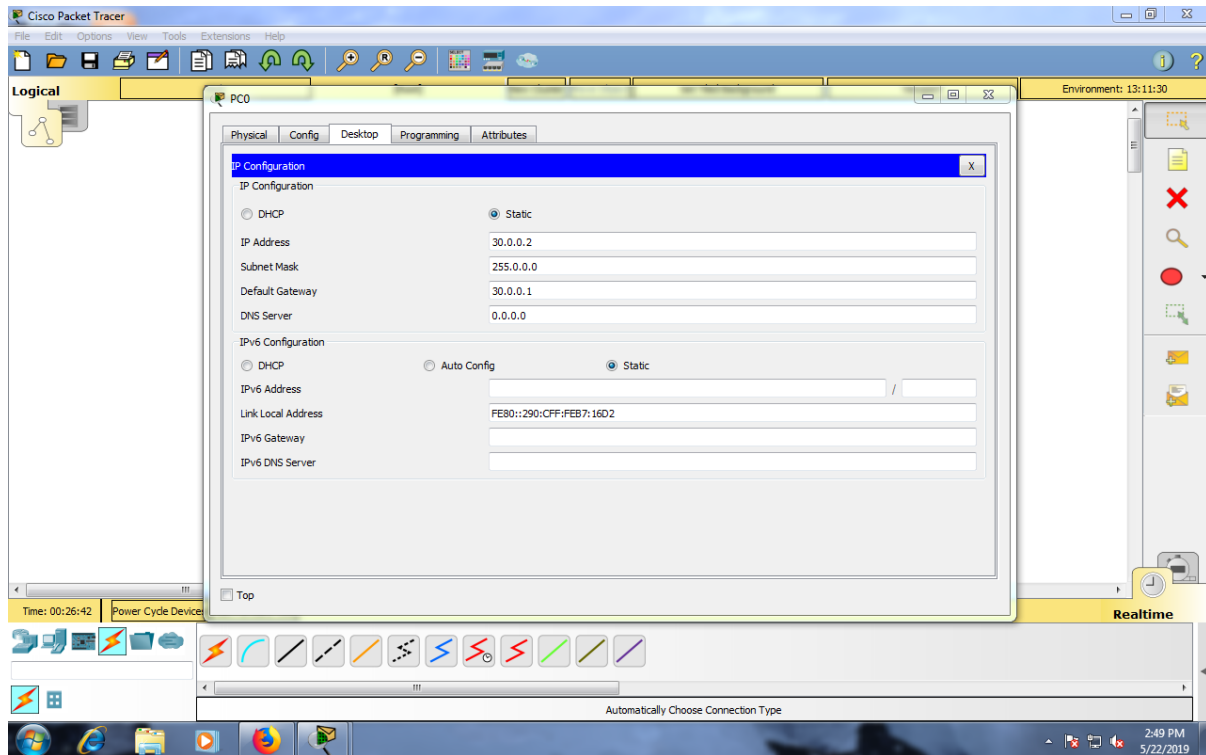 Cisco Packet Tracer
File Edit Options View Tools Extensions Help
Logical
Environment: 13:11:30
PC0
Physical Config Desktop Programming Attributes
IP Configuration X
IP Configuration
DHCP Static
IP Address 30.0.0.2
Subnet Mask 255.0.0.0
Default Gateway 30.0.0.1
DNS Server 0.0.0.0
IPv6 Configuration
DHCP Auto Config Static
IPv6 Address /
Link Local Address FE80::290:CFF:FEB7:16D2
IPv6 Gateway
IPv6 DNS Server
Top
Time: 00:26:42 Power Cycle Device
Realtime
Automatically Choose Connection Type
2:49 PM
5/22/2019